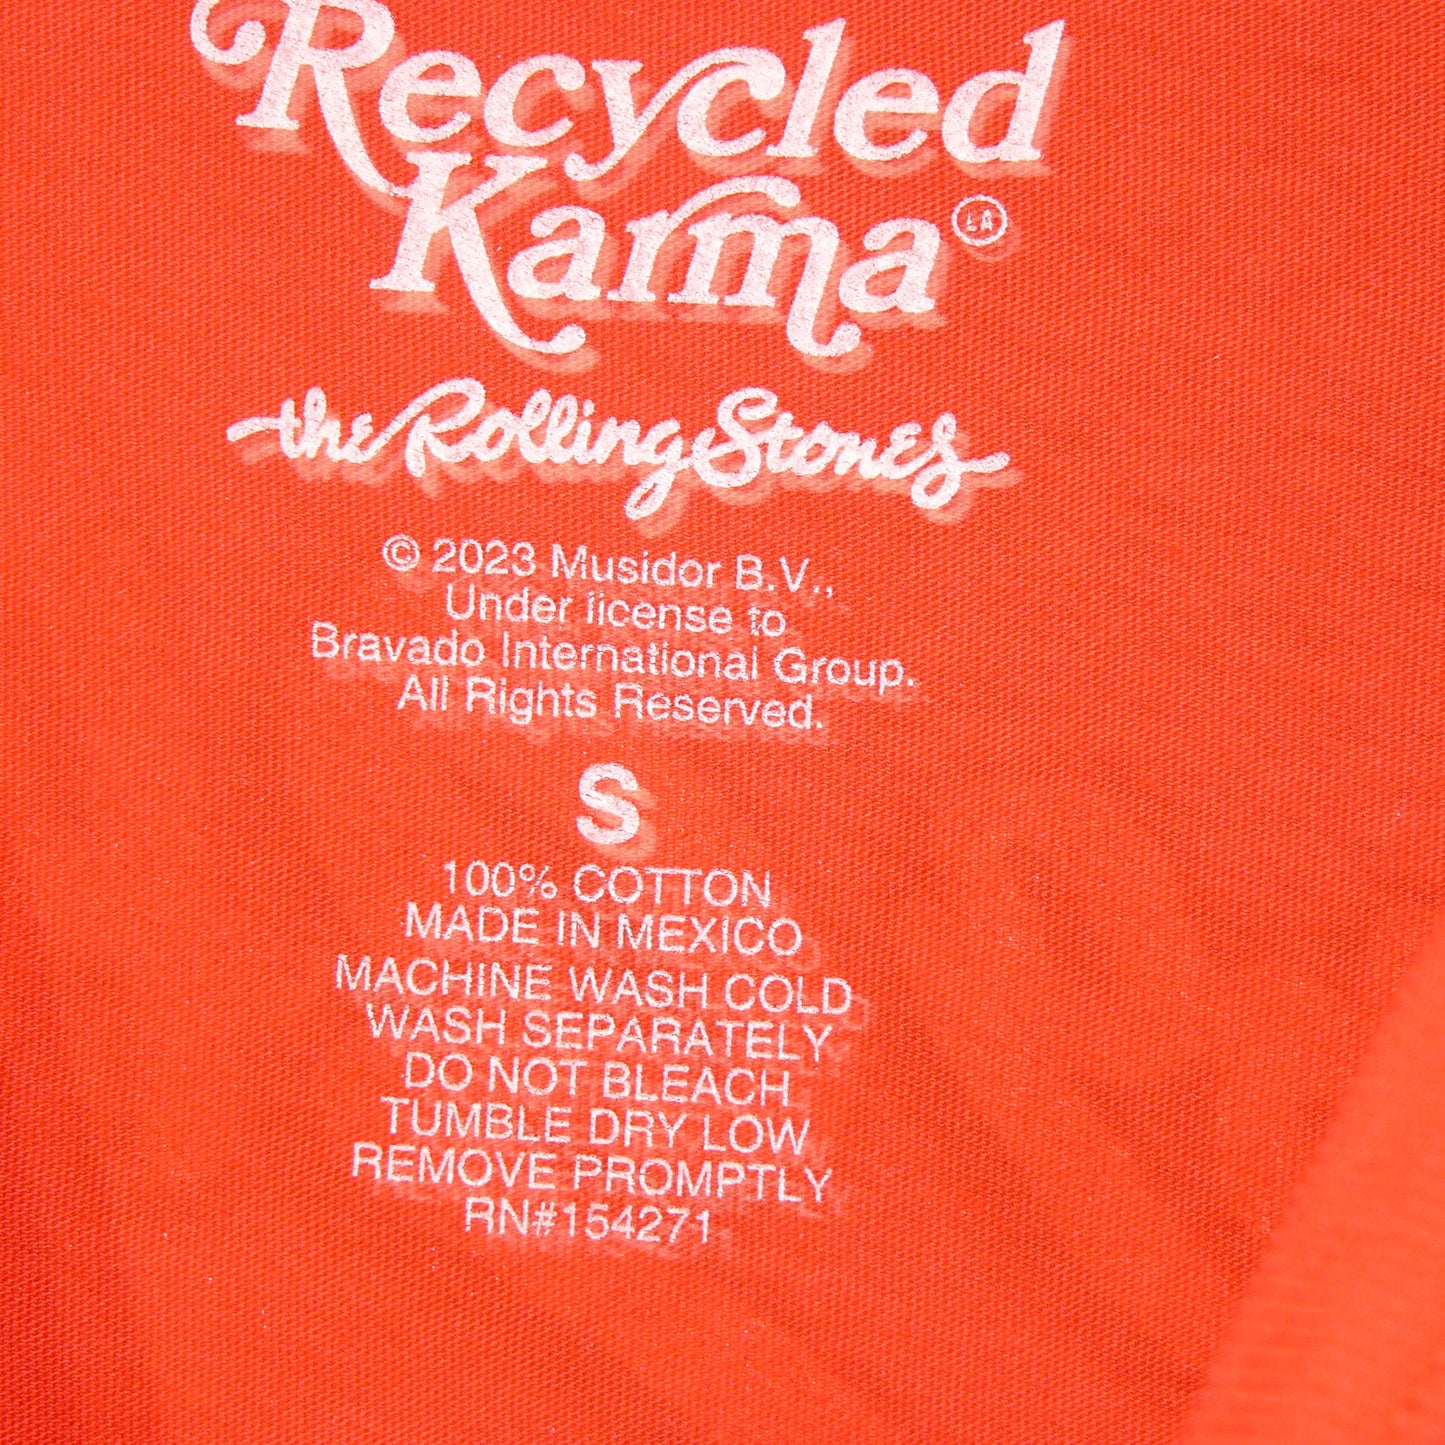 Recycled
Karma LA
the Rolling Stones
© 2023 Musidor B.V.,
Under license to
Bravado International Group.
All Rights Reserved.
S
100% COTTON
MADE IN MEXICO
MACHINE WASH COLD
WASH SEPARATELY
DO NOT BLEACH
TUMBLE DRY LOW
REMOVE PROMPTLY
RN#154271